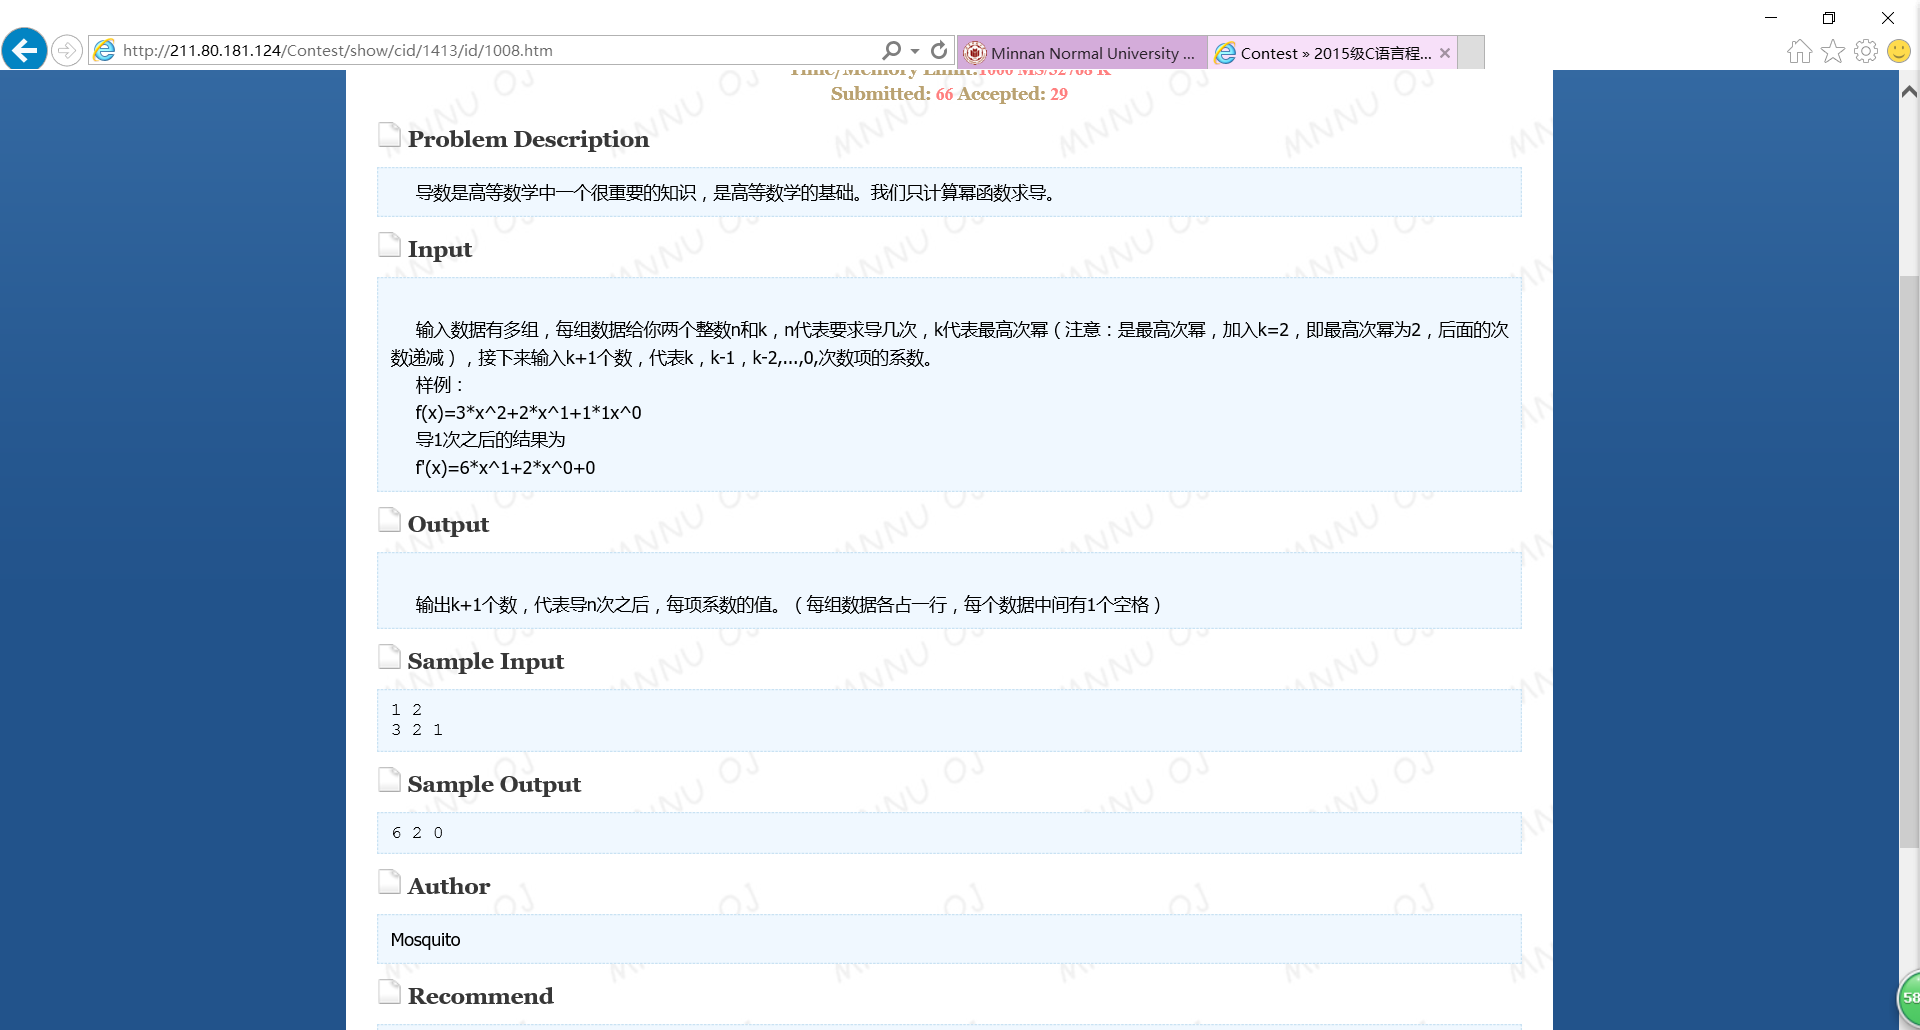 http://211.80.181.124/Contest/show/cid/1413/id/1008.htm
Minnan Normal University ...
Contest » 2015级C语言程...
Time/Memory Limit:1000 MS/32768 K
Submitted: 66 Accepted: 29
Problem Description
导数是高等数学中一个很重要的知识，是高等数学的基础。我们只计算幂函数求导。
Input
输入数据有多组，每组数据给你两个整数n和k，n代表要求导几次，k代表最高次幂（注意：是最高次幂，加入k=2，即最高次幂为2，后面的次
数递减），接下来输入k+1个数，代表k，k-1，k-2,...,0,次数项的系数。
样例：
f(x)=3*x^2+2*x^1+1*1x^0
导1次之后的结果为
f'(x)=6*x^1+2*x^0+0
Output
输出k+1个数，代表导n次之后，每项系数的值。（每组数据各占一行，每个数据中间有1个空格）
Sample Input
1 2
3 2 1
Sample Output
6 2 0
Author
Mosquito
Recommend
58
MNNU OJ